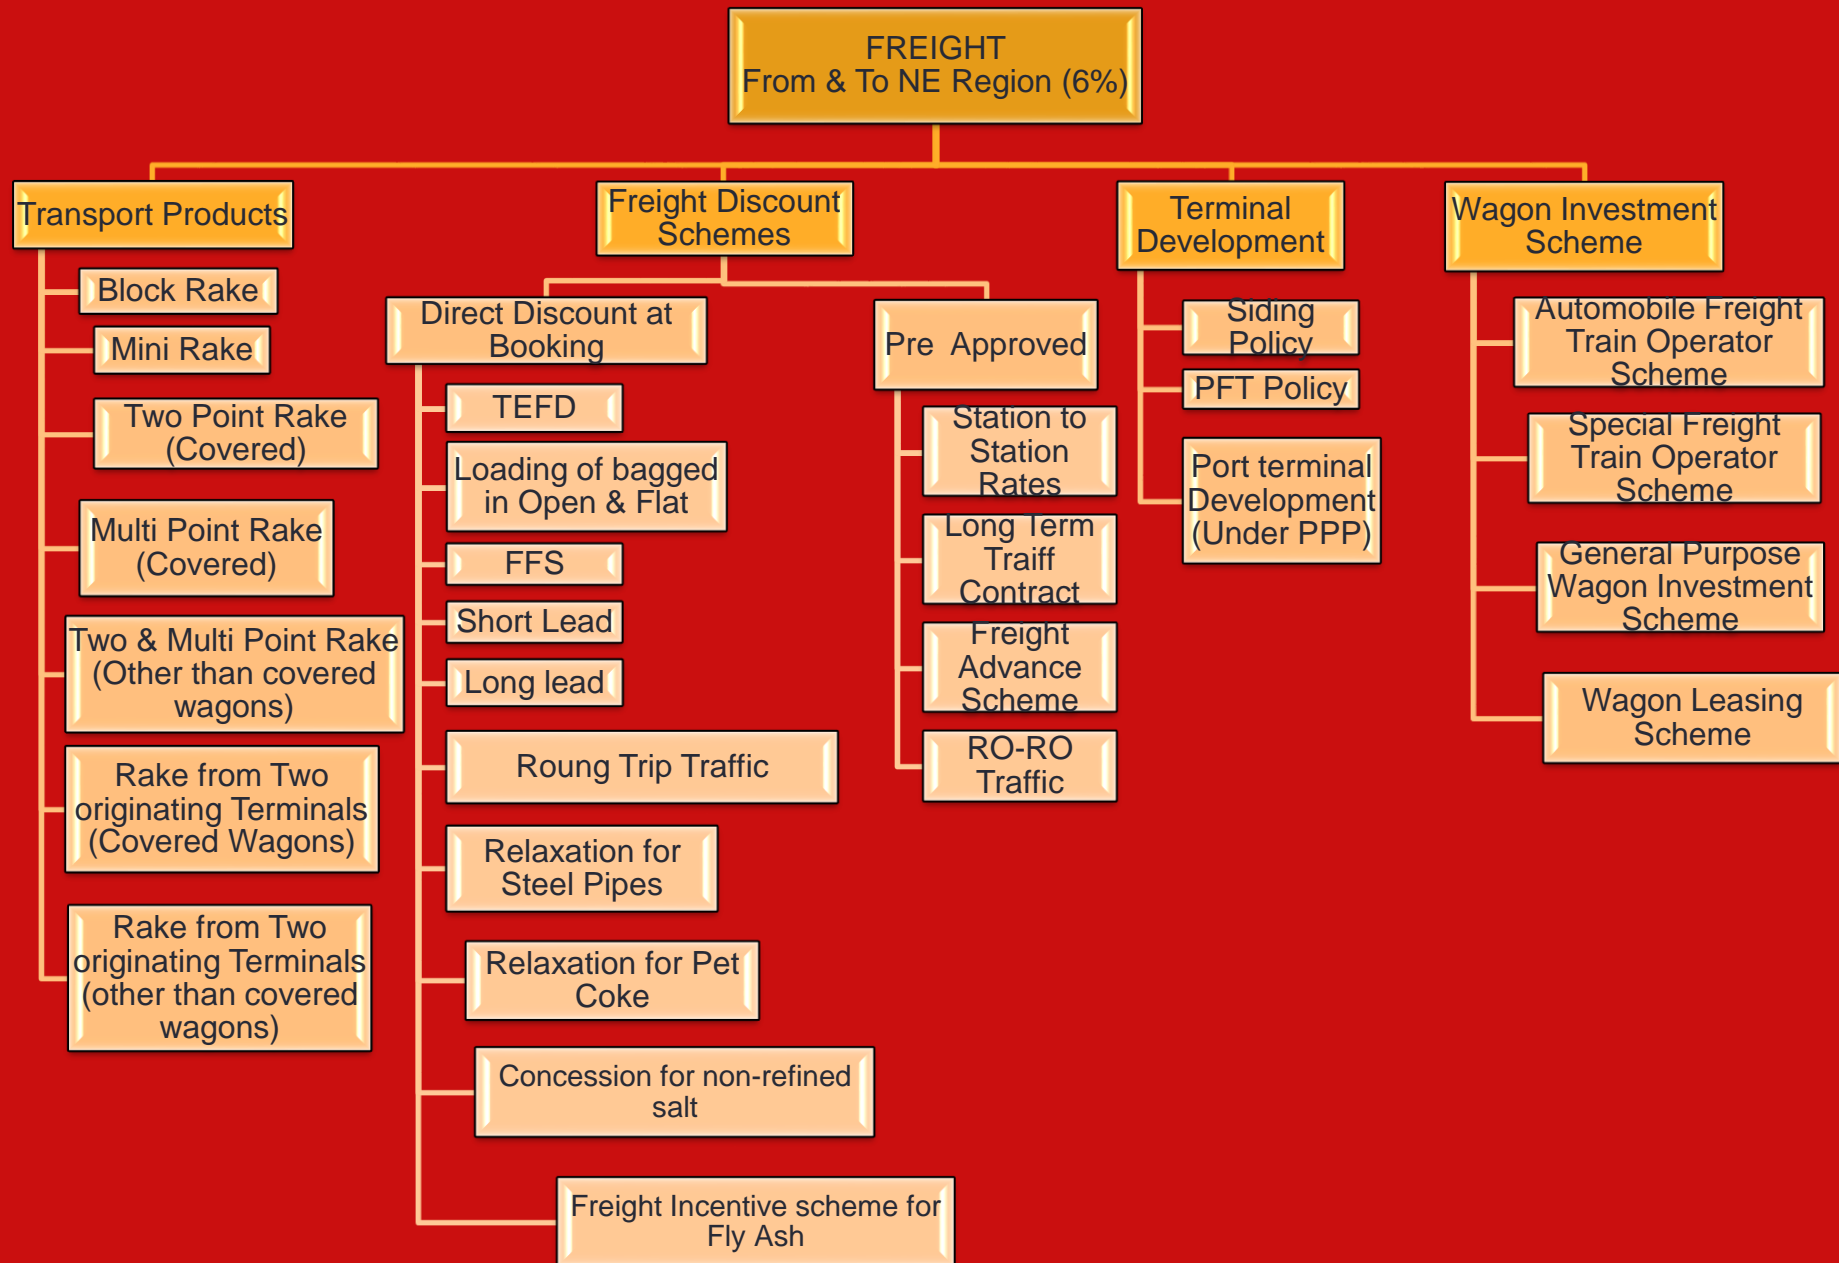 FREIGHT
From & To NE Region (6%)
Transport Products
Block Rake
Mini Rake
Two Point Rake
(Covered)
Multi Point Rake
(Covered)
Two & Multi Point Rake
(Other than covered
wagons)
Rake from Two
originating Terminals
(Covered Wagons)
Rake from Two
originating Terminals
(other than covered
wagons)
Freight Discount
Schemes
Direct Discount at
Booking
TEFD
Loading of bagged
in Open & Flat
FFS
Short Lead
Long lead
Roung Trip Traffic
Relaxation for
Steel Pipes
Relaxation for Pet
Coke
Concession for non-refined
salt
Freight Incentive scheme for
Fly Ash
Pre Approved
Station to
Station
Rates
Long Term
Traiff
Contract
Freight
Advance
Scheme
RO-RO
Traffic
Terminal
Development
Siding
Policy
PFT Policy
Port terminal
Development
(Under PPP)
Wagon Investment
Scheme
Automobile Freight
Train Operator
Scheme
Special Freight
Train Operator
Scheme
General Purpose
Wagon Investment
Scheme
Wagon Leasing
Scheme